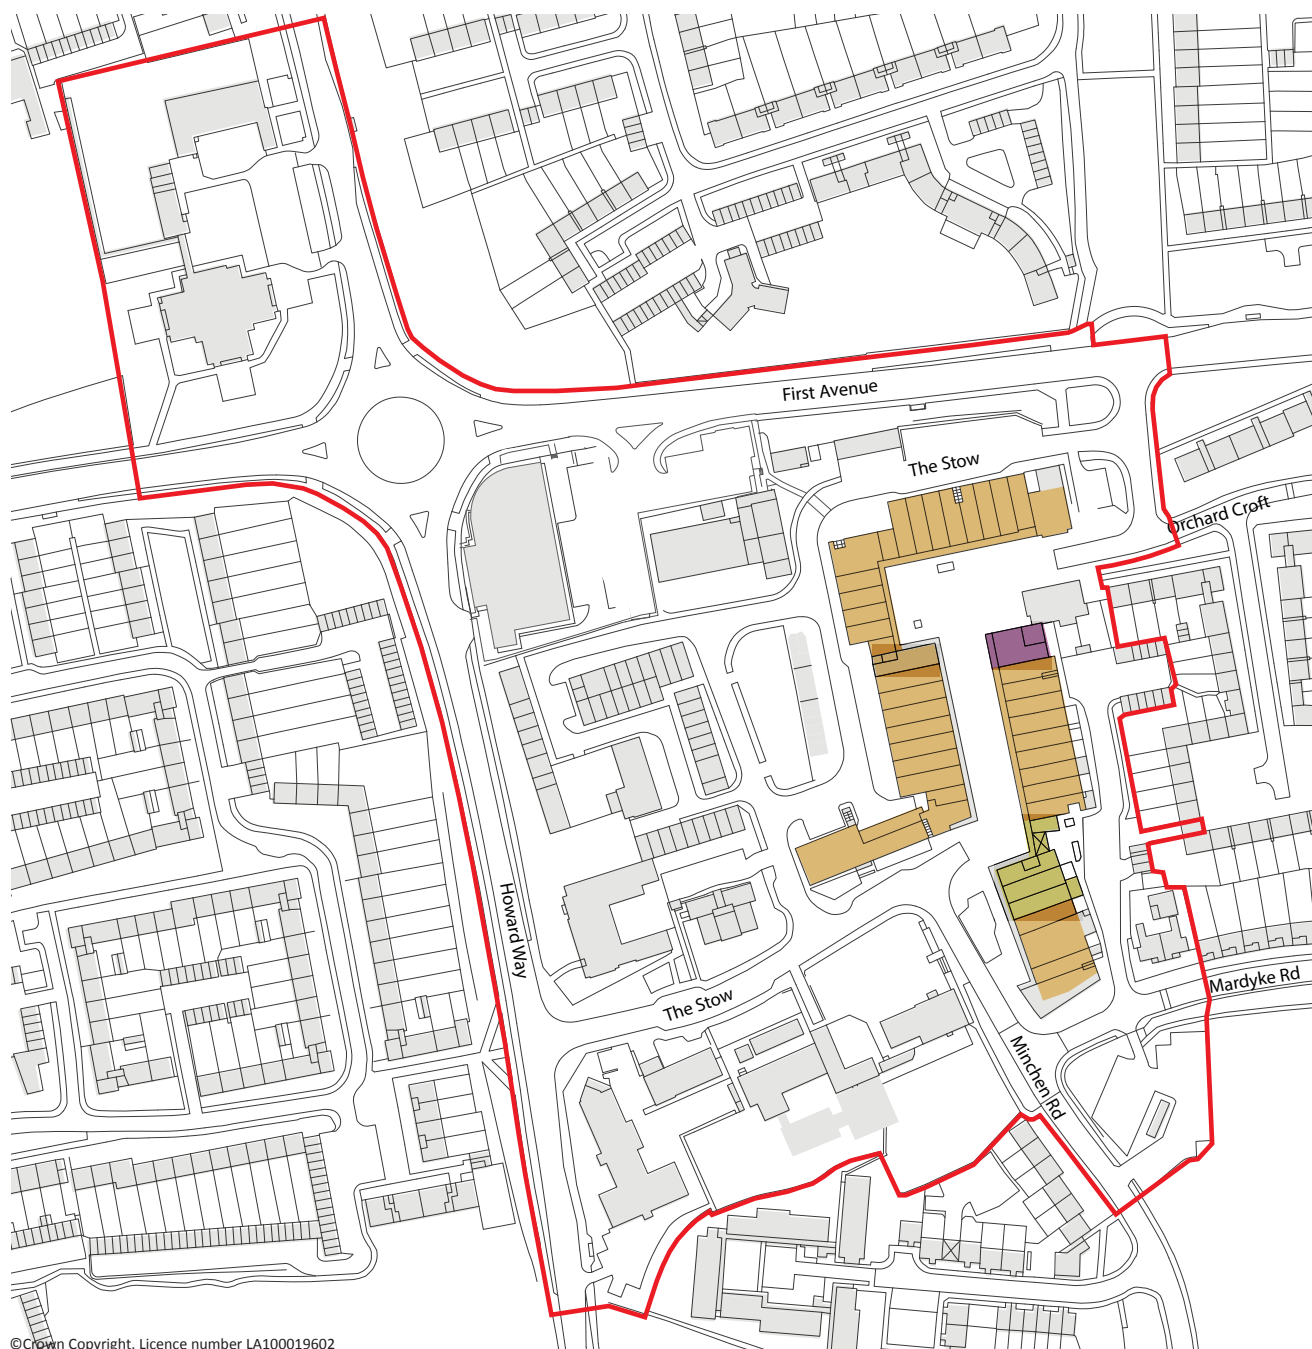 First Avenue
The Stow
Orchard Croft
Howard Way
The Stow
Mardyke Rd
Minchen Rd
©Crown Copyright. Licence number LA100019602